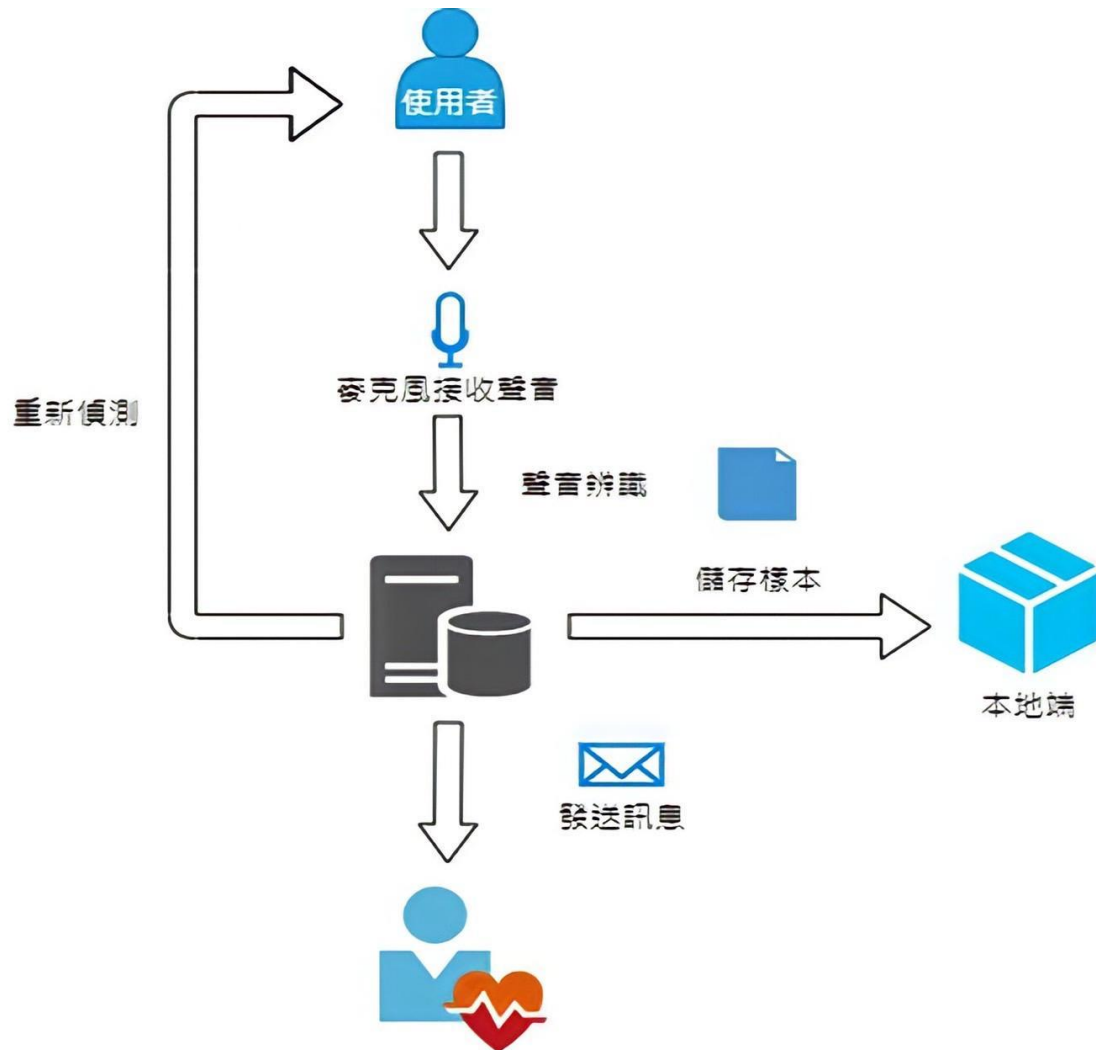 使用者
麥克風接收聲音
重新偵測
聲音辨識
儲存樣本
本地端
發送訊息